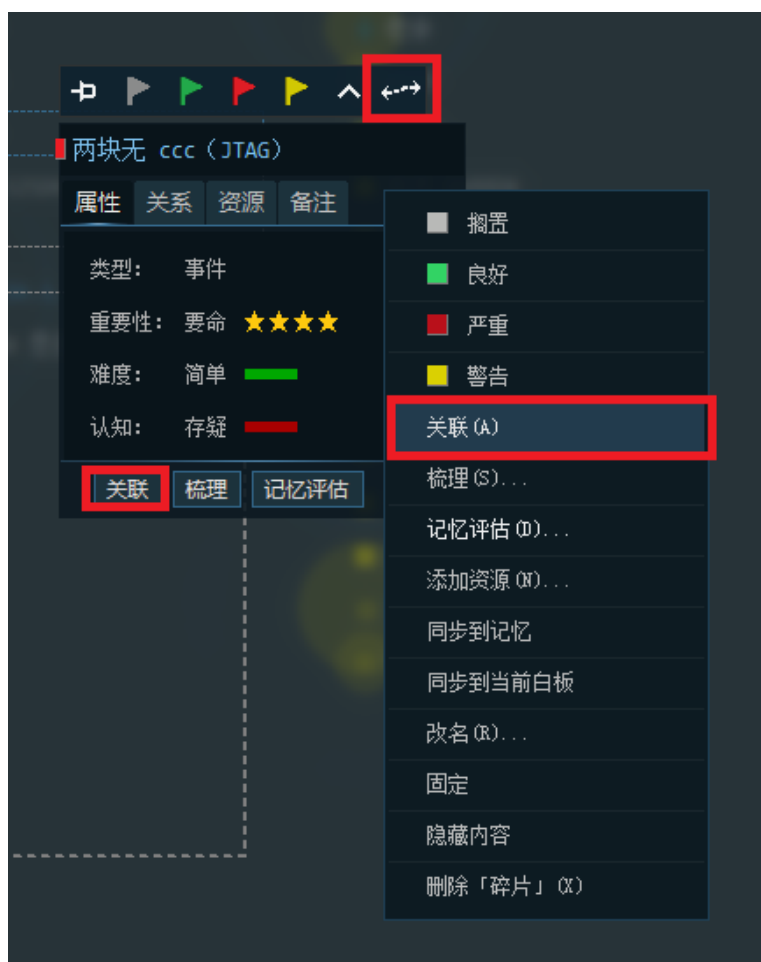 两块无 ccc（JTAG）
属性 关系 资源 备注
类型： 事件
重要性： 要命
难度： 简单
认知： 存疑
关联 梳理 记忆评估
搁置
良好
严重
警告
关联(A)
梳理(S)...
记忆评估(D)...
添加资源(N)...
同步到记忆
同步到当前白板
改名(R)...
固定
隐藏内容
删除「碎片」(X)